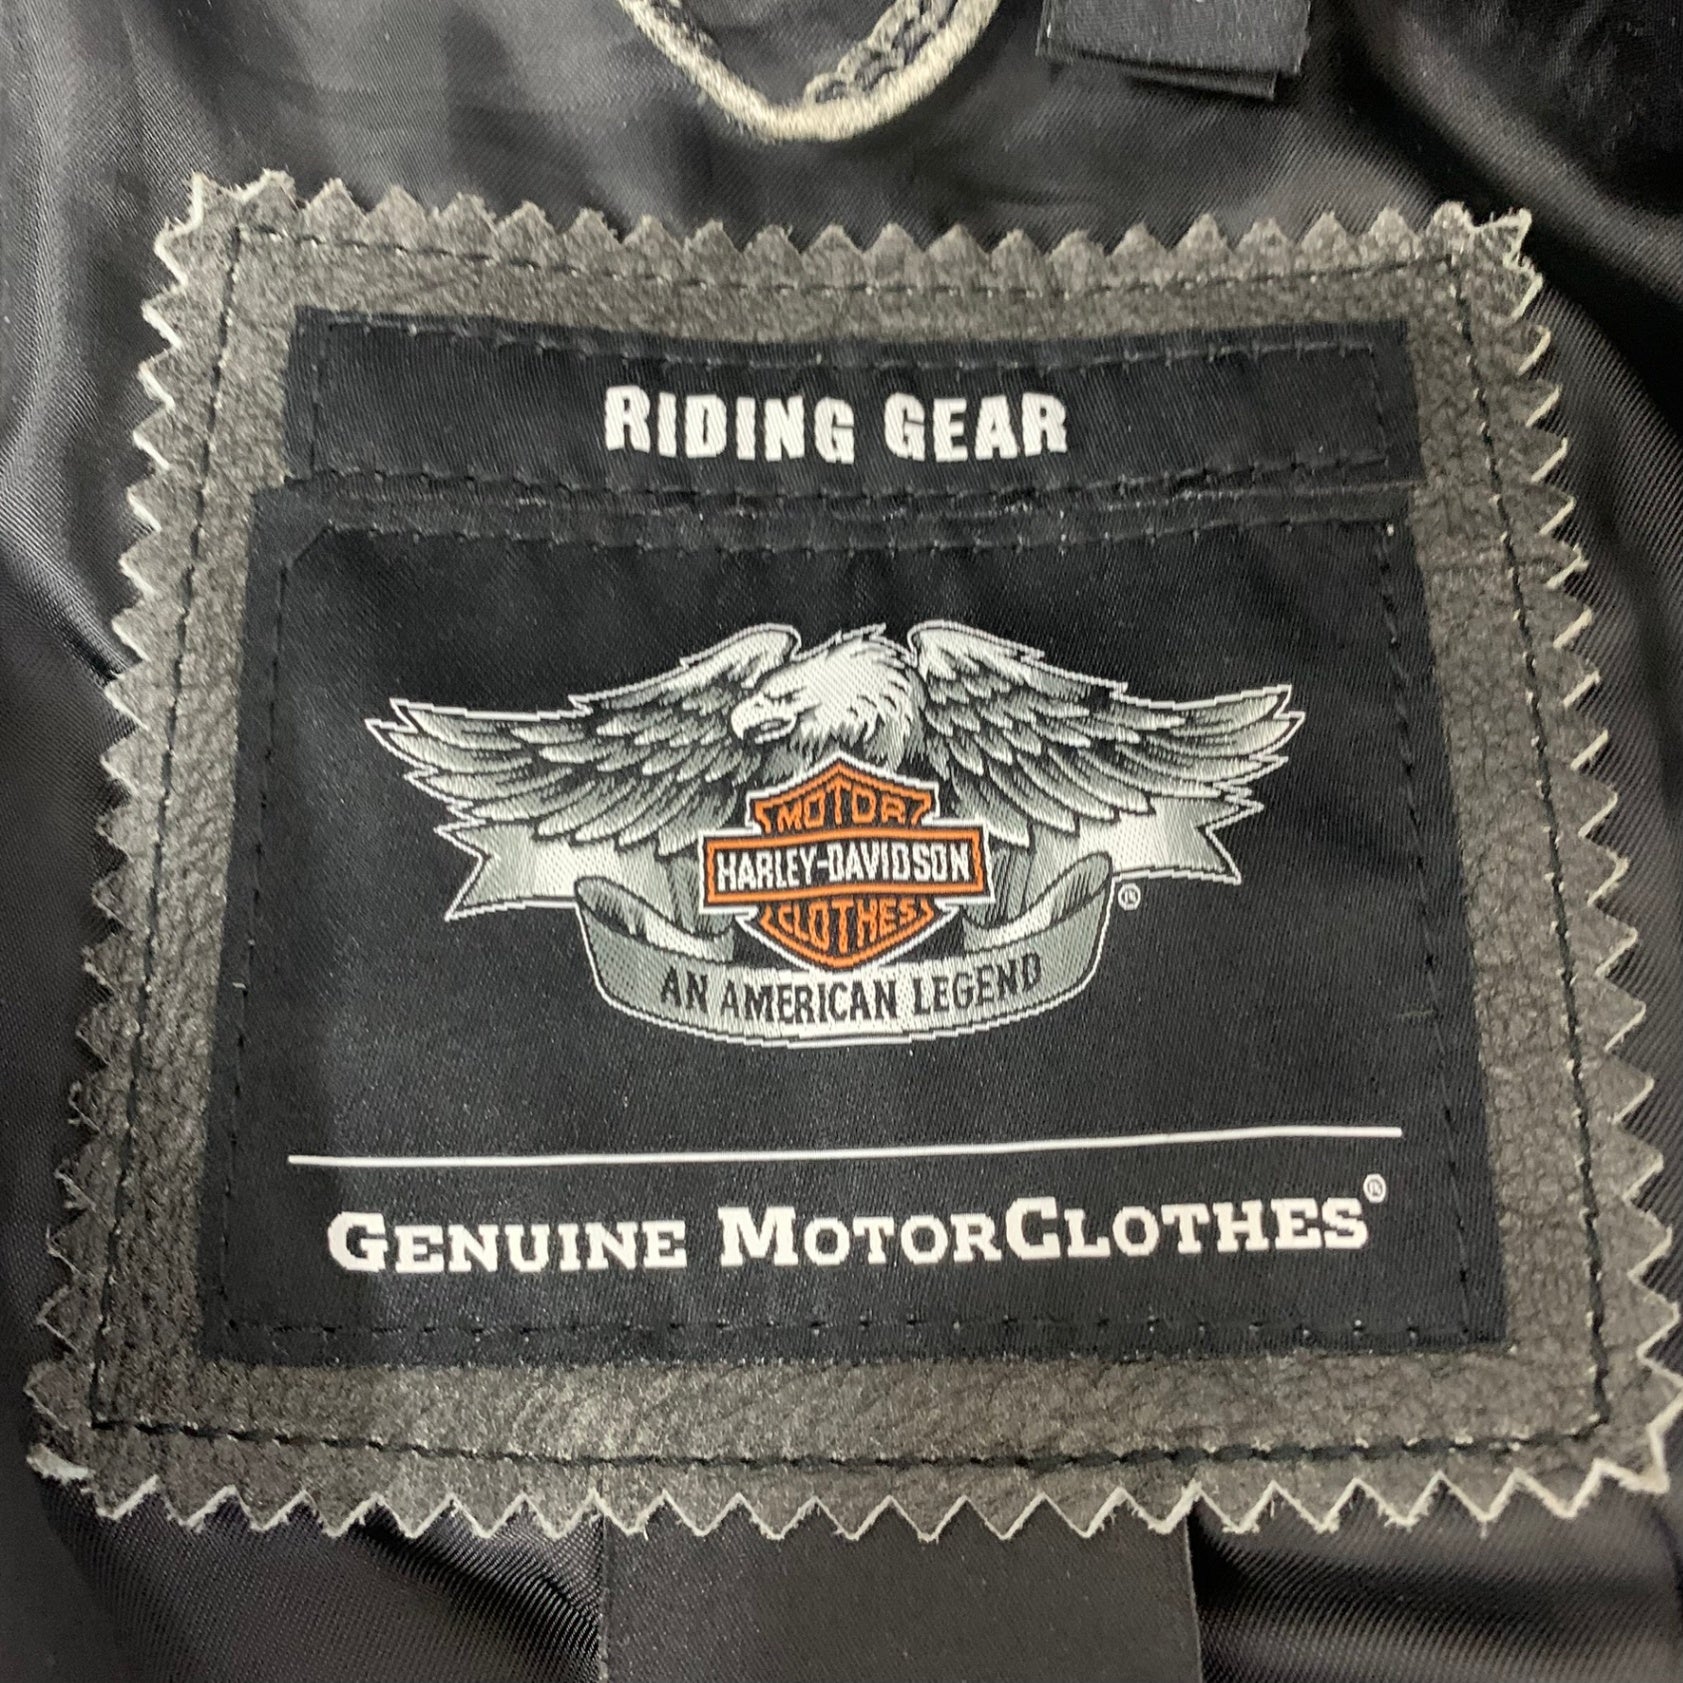 RIDING GEAR
MOTOR
HARLEY-DAVIDSON
CLOTHES
®
AN AMERICAN LEGEND
GENUINE MOTORCLOTHES®